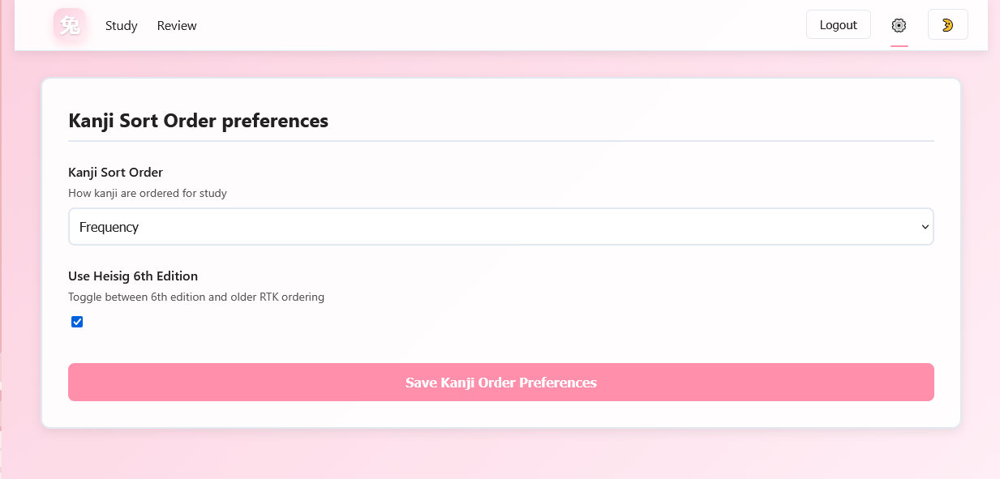 兔 Study Review Logout
Kanji Sort Order preferences
Kanji Sort Order
How kanji are ordered for study
Frequency
Use Heisig 6th Edition
Toggle between 6th edition and older RTK ordering
Save Kanji Order Preferences